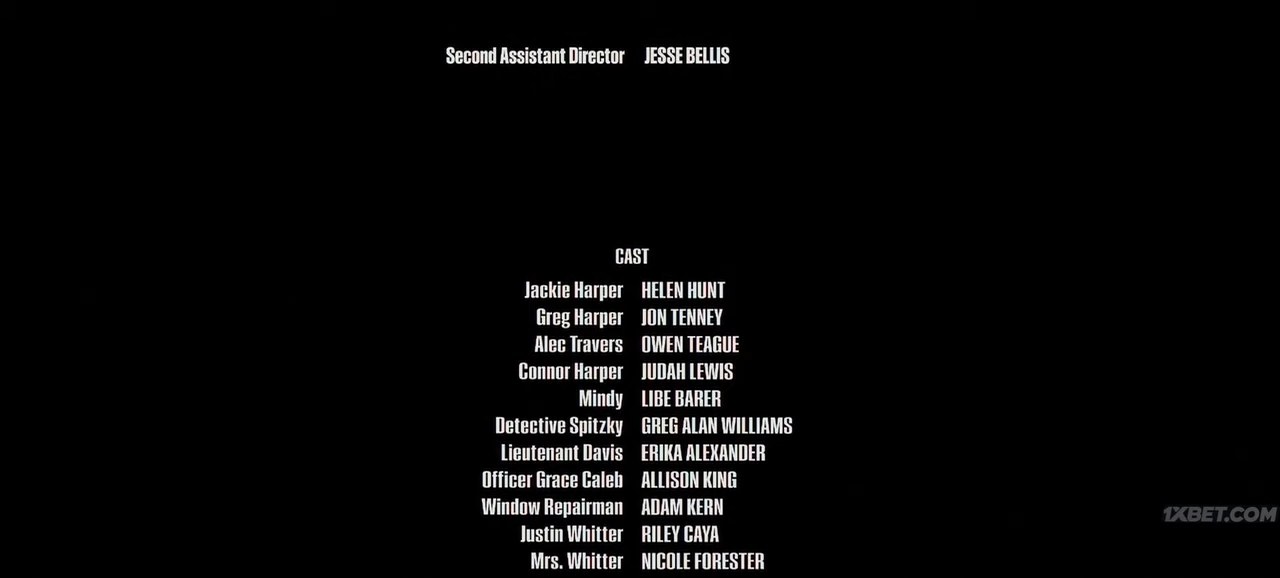 Second Assistant Director JESSE BELLIS
CAST
Jackie Harper HELEN HUNT
Greg Harper JON TENNEY
Alec Travers OWEN TEAGUE
Connor Harper JUDAH LEWIS
Mindy LIBE BARER
Detective Spitzky GREG ALAN WILLIAMS
Lieutenant Davis ERIKA ALEXANDER
Officer Grace Caleb ALLISON KING
Window Repairman ADAM KERN
1XBET.COM
Justin Whitter RILEY CAYA
Mrs. Whitter NICOLE FORESTER